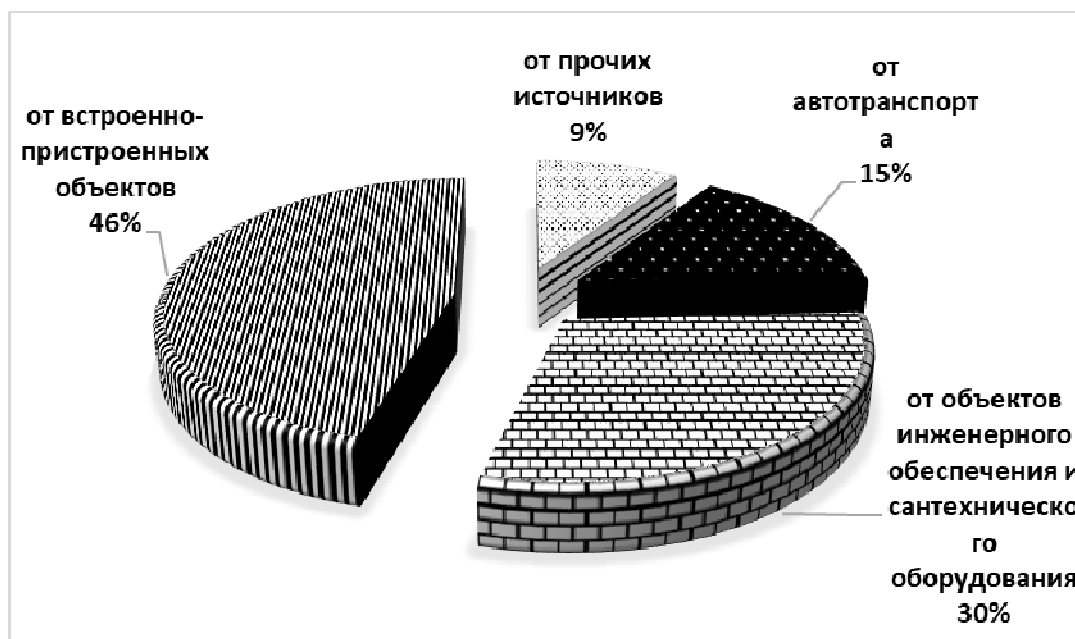 от прочих
источников
9%
от
автотранспорт
а
15%
от встроенно-
пристроенных
объектов
46%
от объектов
инженерного
обеспечения и
сантехническо
го
оборудования
30%